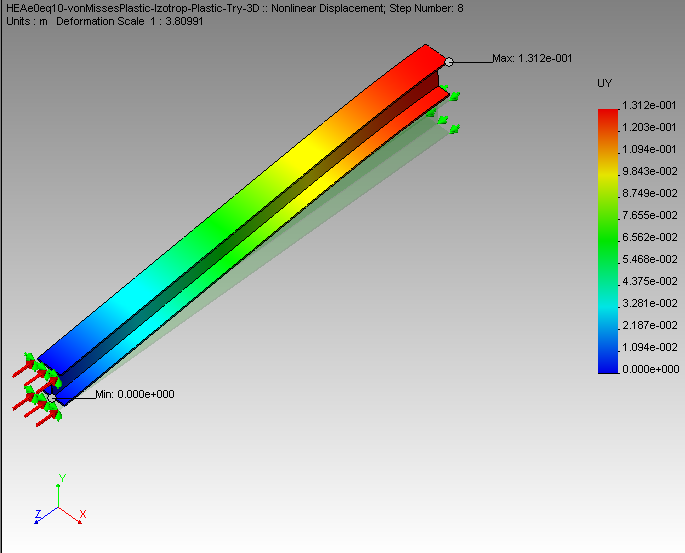 HEAe0eq10-vonMissesPlastic-Izotrop-Plastic-Try-3D :: Nonlinear Displacement; Step Number: 8
Units : m Deformation Scale 1 : 3.80991
Max: 1.312e-001
UY
1.312e-001
1.203e-001
1.094e-001
9.843e-002
8.749e-002
7.655e-002
6.562e-002
5.468e-002
4.375e-002
3.281e-002
2.187e-002
1.094e-002
0.000e+000
Min: 0.000e+000
Y
Z
X